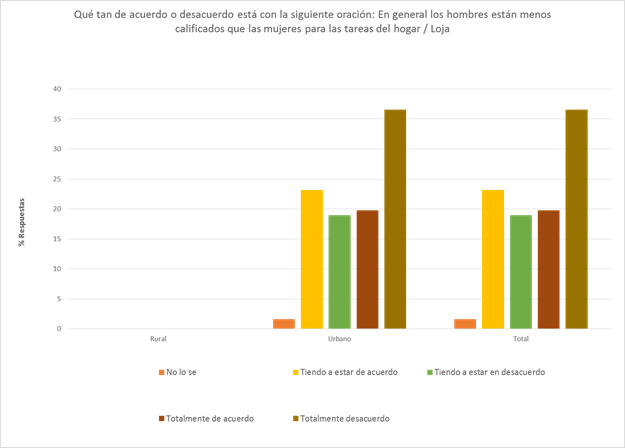 Qué tan de acuerdo o desacuerdo está con la siguiente oración: En general los hombres están menos
calificados que las mujeres para las tareas del hogar / Loja
% Respuestas
40
35
30
25
20
15
10
5
0
Rural
Urbano
Total
No lo se
Tiendo a estar de acuerdo
Tiendo a estar en desacuerdo
Totalmente de acuerdo
Totalmente desacuerdo